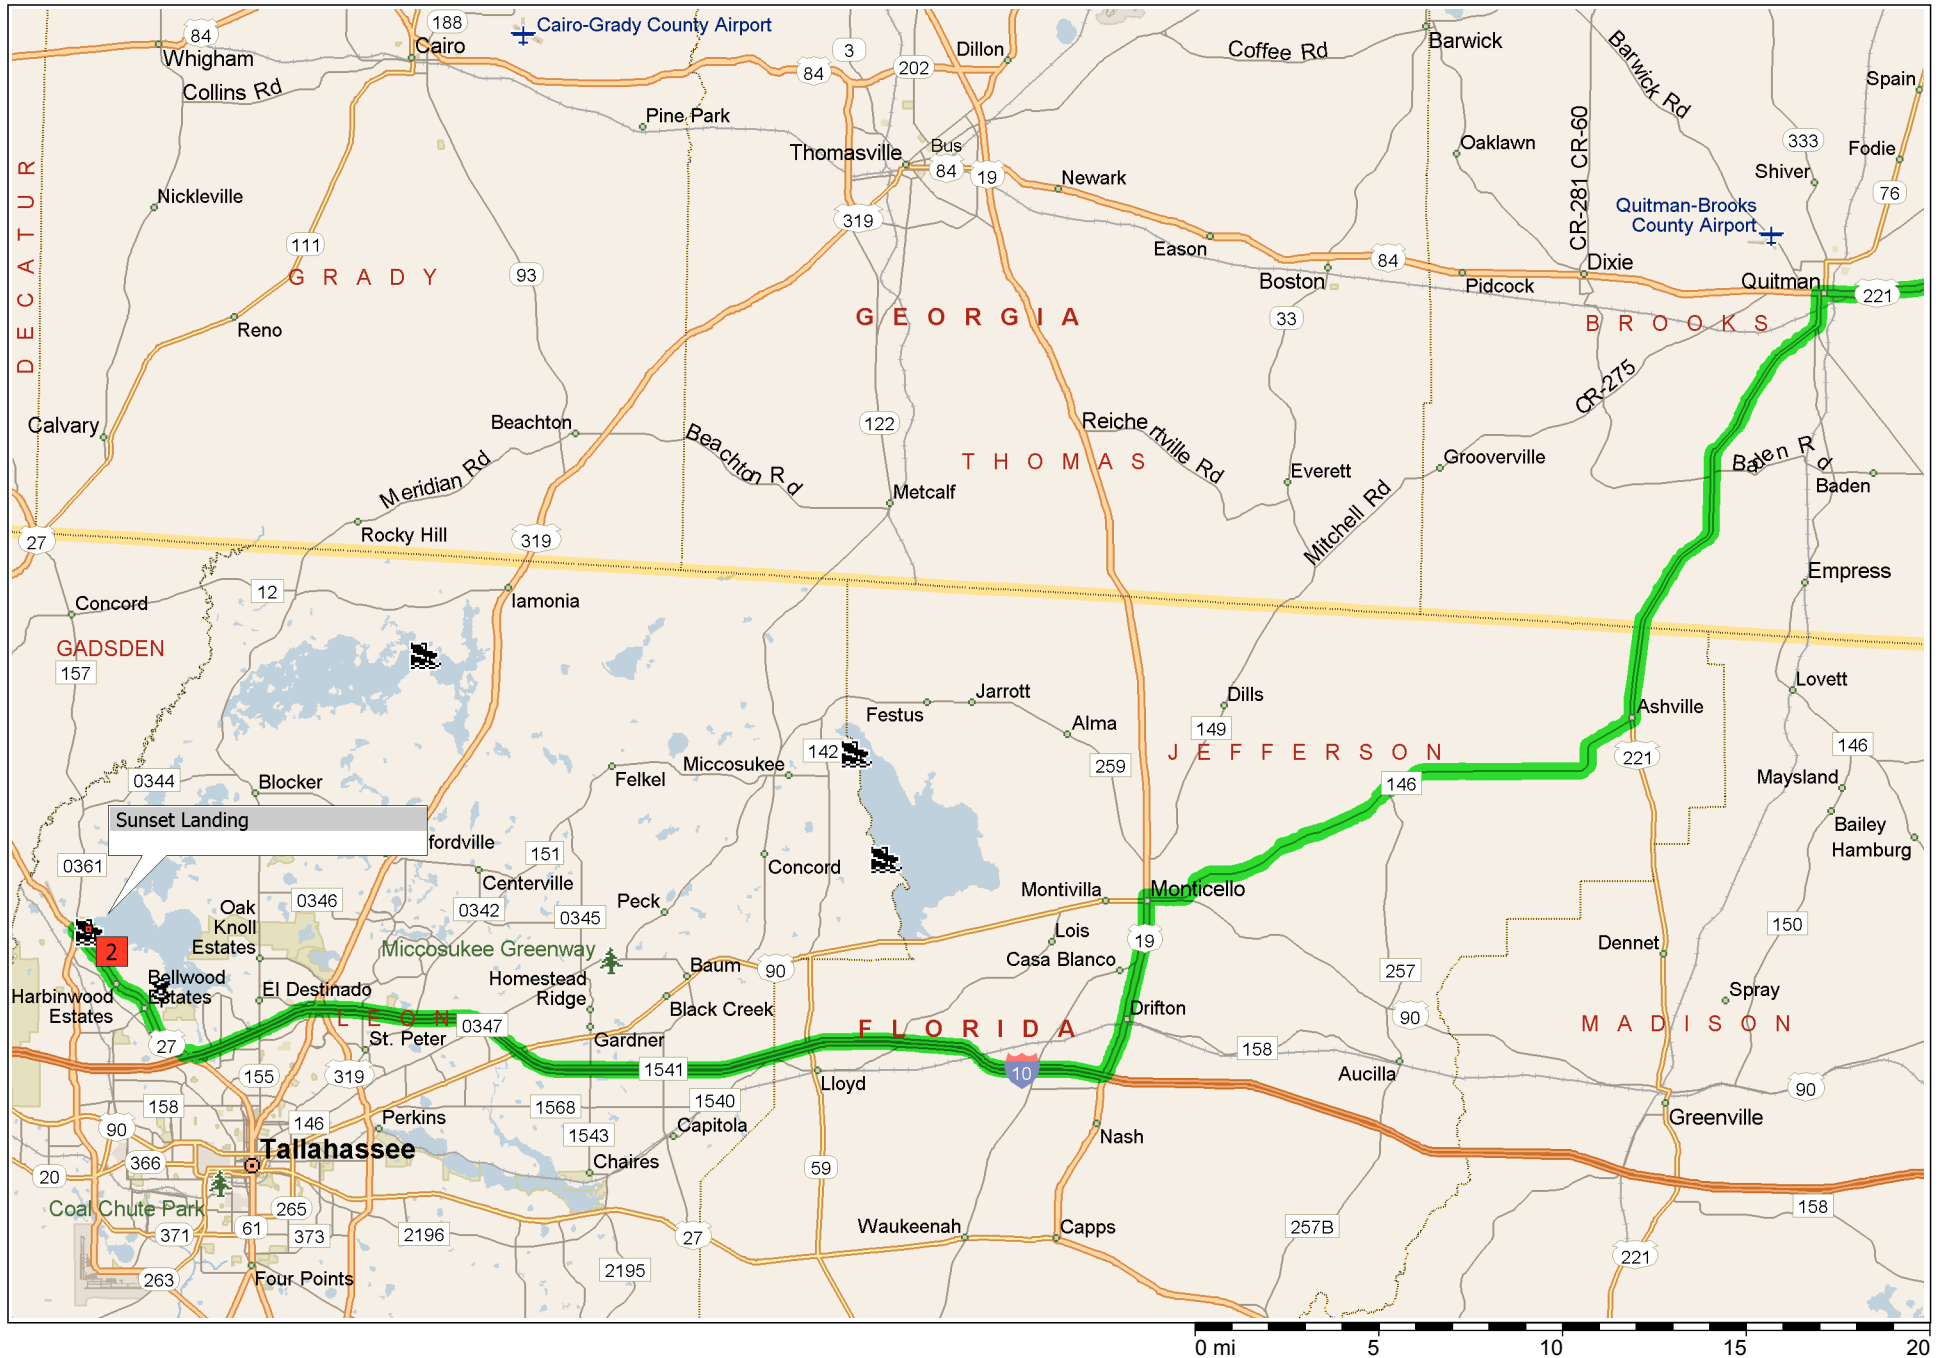 84
Whigham
188
Cairo
Cairo-Grady County Airport
3
84
202
Dillon
Coffee Rd
Barwick
Barwick Rd
Spain
Collins Rd
Pine Park
Thomasville
Bus
84
19
Newark
Oaklawn
CR-281 CR-60
333
Shiver
Fodie
76
DECATUR
Nickleville
111
GRADY
93
319
Eason
Boston
84
Pidcock
Dixie
Quitman-Brooks
County Airport
Quitman
221
Reno
GEORGIA
33
BROOKS
CR-275
Calvary
Beachton
Meridian Rd
Beachton Rd
122
Reichertville Rd
THOMAS
Everett
Grooverville
Mitchell Rd
Baden Rd
Baden
Metcalf
27
Rocky Hill
319
Empress
Concord
12
Iamonia
GADSDEN
157
Jarrott
Festus
Alma
Dills
149
Ashville
Lovett
142
259
JEFFERSON
221
146
0344
Blocker
Felkel
Miccosukee
146
Maysland
Sunset Landing
fordville
Bailey
Hamburg
0361
151
Centerville
Concord
0346
0342
0345
Peck
Montivilla
Monticello
Oak
Knoll
Estates
Miccosukee Greenway
Lois
19
150
Dennet
2
Bellwood
Estates
Harbinwood
Estates
El Destinado
Homestead
Ridge
Baum
90
Casa Blanco
257
Black Creek
Drifton
90
Spray
27
LEON
0347
St. Peter
Gardner
FLORIDA
MADISON
155
319
1541
Lloyd
10
158
Aucilla
90
158
90
146
Perkins
1568
1540
Capitola
1543
Nash
Greenville
Tallahassee
20
366
Chaires
59
Coal Chute Park
265
371
61
373
2196
27
Waukeenah
Capps
257B
158
263
Four Points
2195
221
0 mi 5 10 15 20